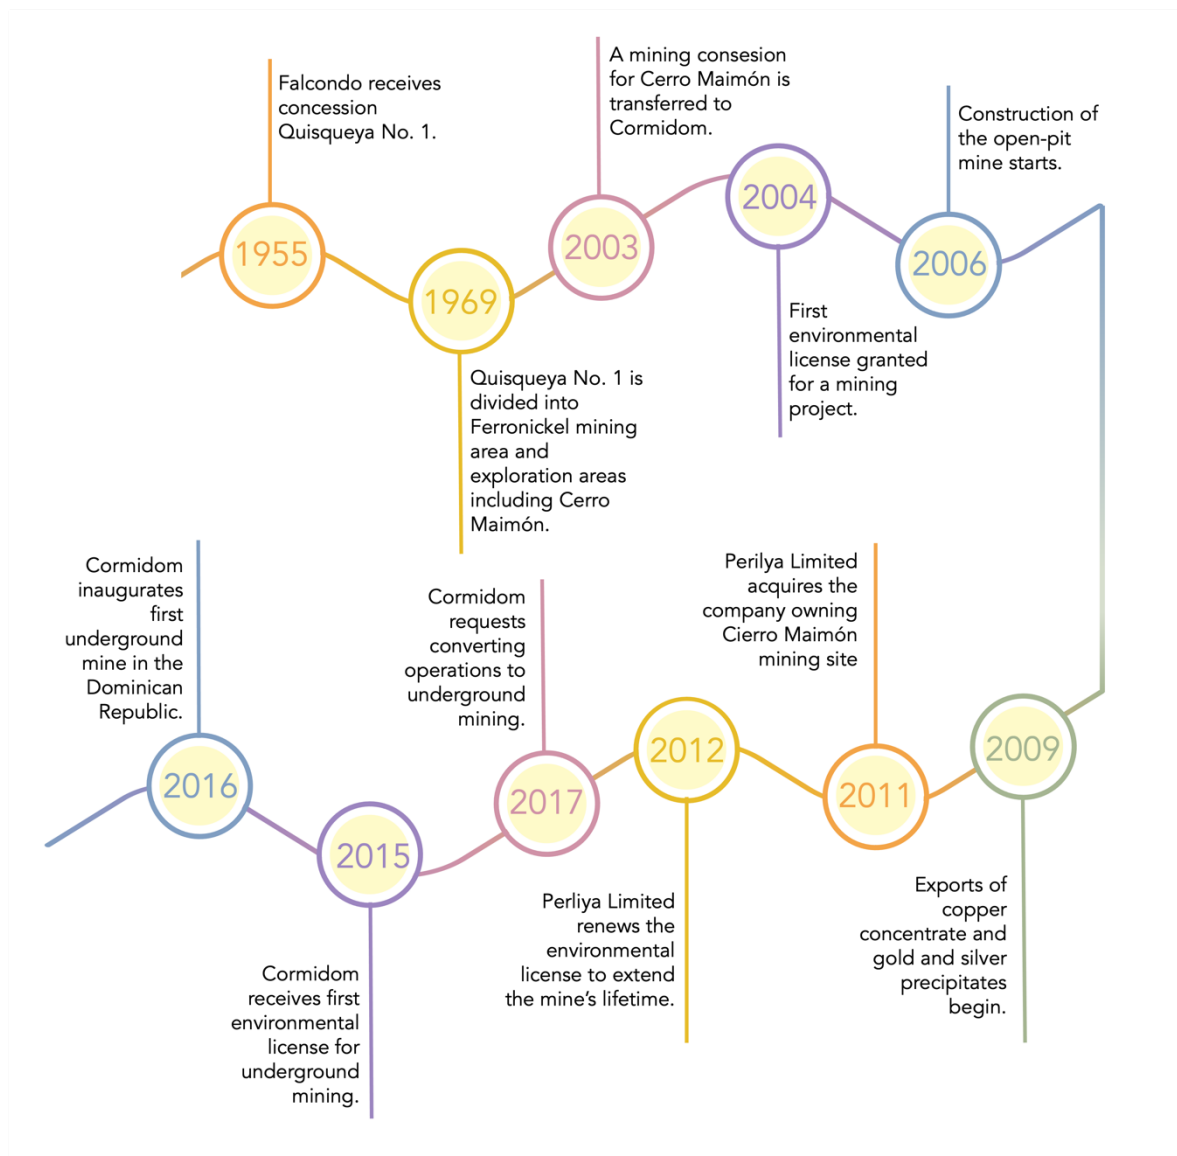 1955
Falcondo receives
concession
Quisqueya No. 1.
1969
Quisqueya No. 1 is
divided into
Ferronickel mining
area and
exploration areas
including Cerro
Maimón.
2003
A mining consesion
for Cerro Maimón is
transferred to
Cormidom.
2004
First
environmental
license granted
for a mining
project.
2006
Construction of
the open-pit
mine starts.
2009
Exports of
copper
concentrate and
gold and silver
precipitates
begin.
2011
Perilya Limited
acquires the
company owning
Cierro Maimón
mining site
2012
Perliya Limited
renews the
environmental
license to extend
the mine's lifetime.
2017
Cormidom
requests
converting
operations to
underground
mining.
2015
Cormidom
receives first
environmental
license for
underground
mining.
2016
Cormidom
inaugurates
first
underground
mine in the
Dominican
Republic.